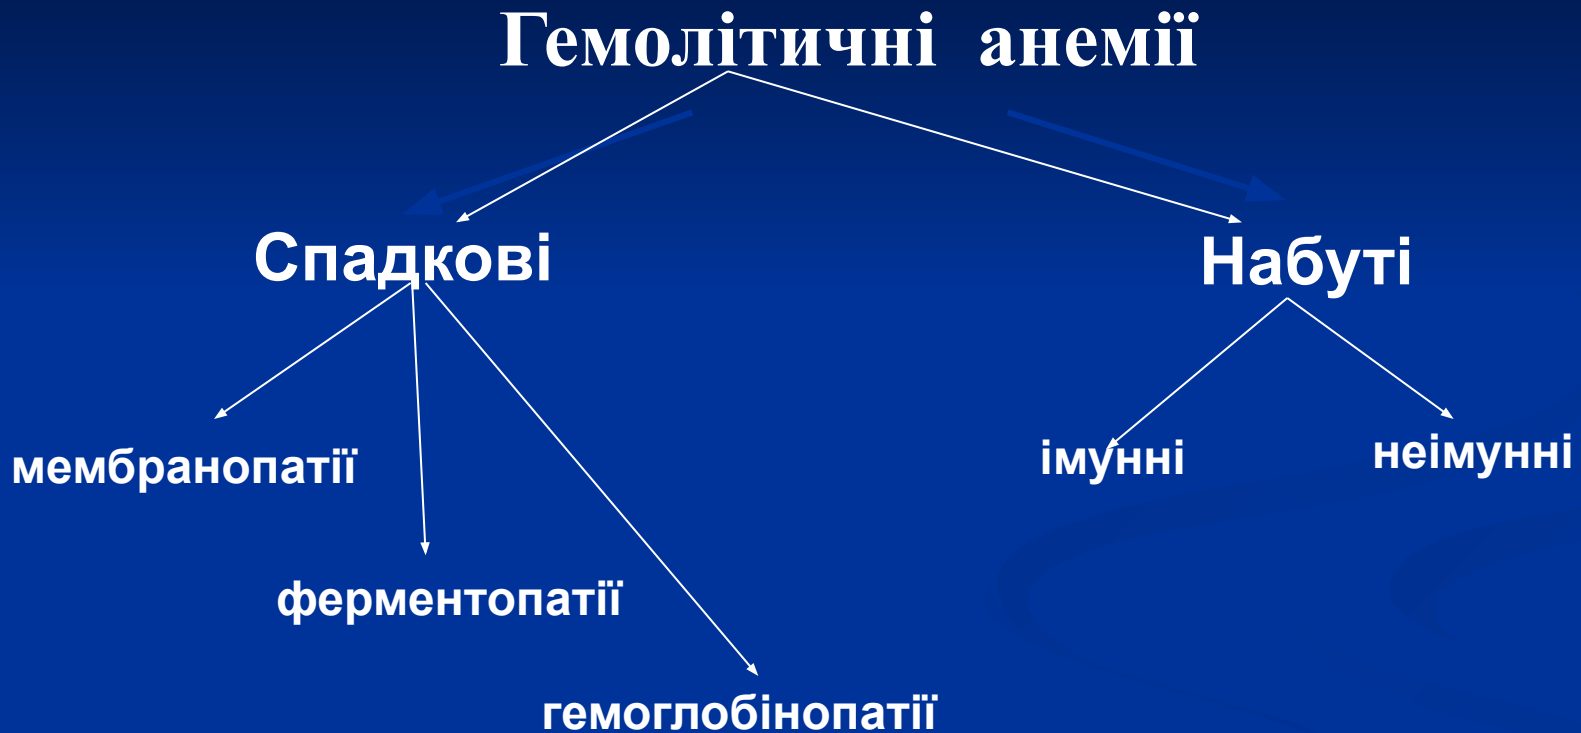 Гемолітичні анемії
Спадкові
Набуті
мембранопатії
імунні
неімунні
ферментопатії
гемоглобінопатії